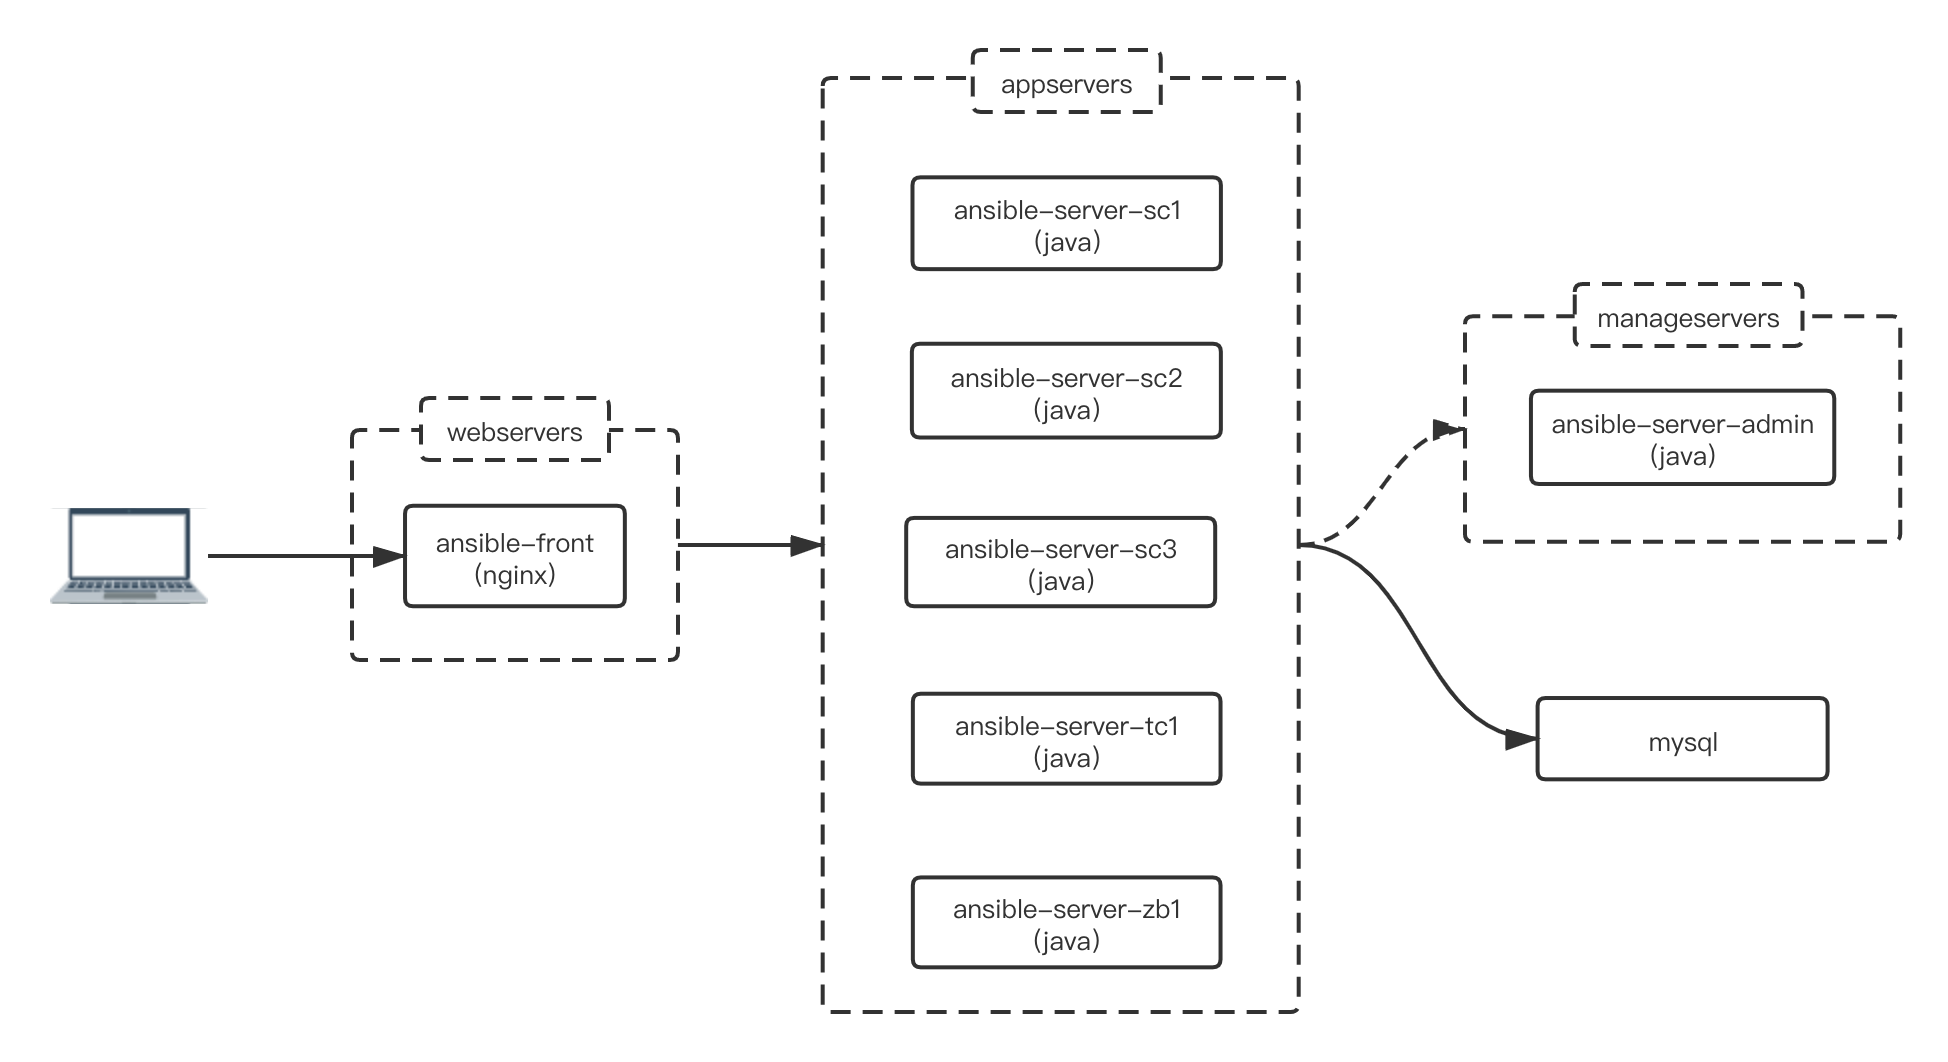 webservers
ansible–front
(nginx)
appservers
ansible–server–sc1
(java)
ansible–server–sc2
(java)
ansible–server–sc3
(java)
ansible–server–tc1
(java)
ansible–server–zb1
(java)
manageservers
ansible–server–admin
(java)
mysql